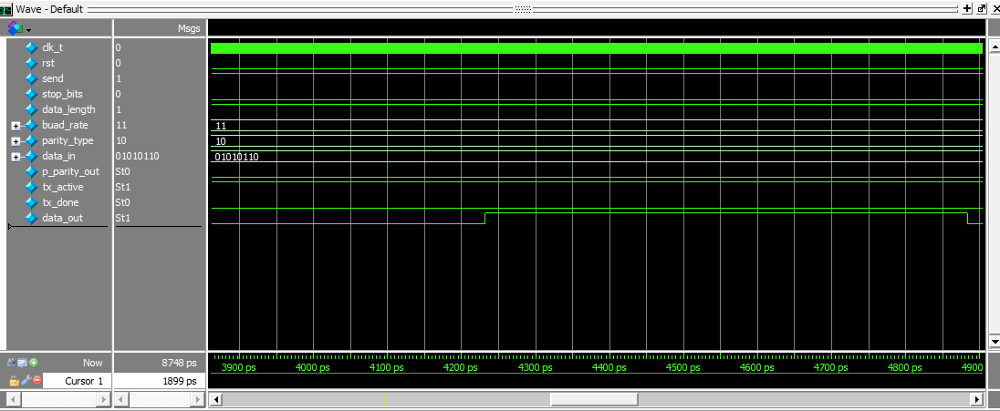 Wave - Default
Msgs
clk_t 0
rst 0
send 1
stop_bits 0
data_length 1
buad_rate 11 11
parity_type 10 10
data_in 01010110 01010110
p_parity_out St0
tx_active St1
tx_done St0
data_out St1
Now 8748 ps
3900 ps 4000 ps 4100 ps 4200 ps 4300 ps 4400 ps 4500 ps 4600 ps 4700 ps 4800 ps 4900
Cursor 1 1899 ps